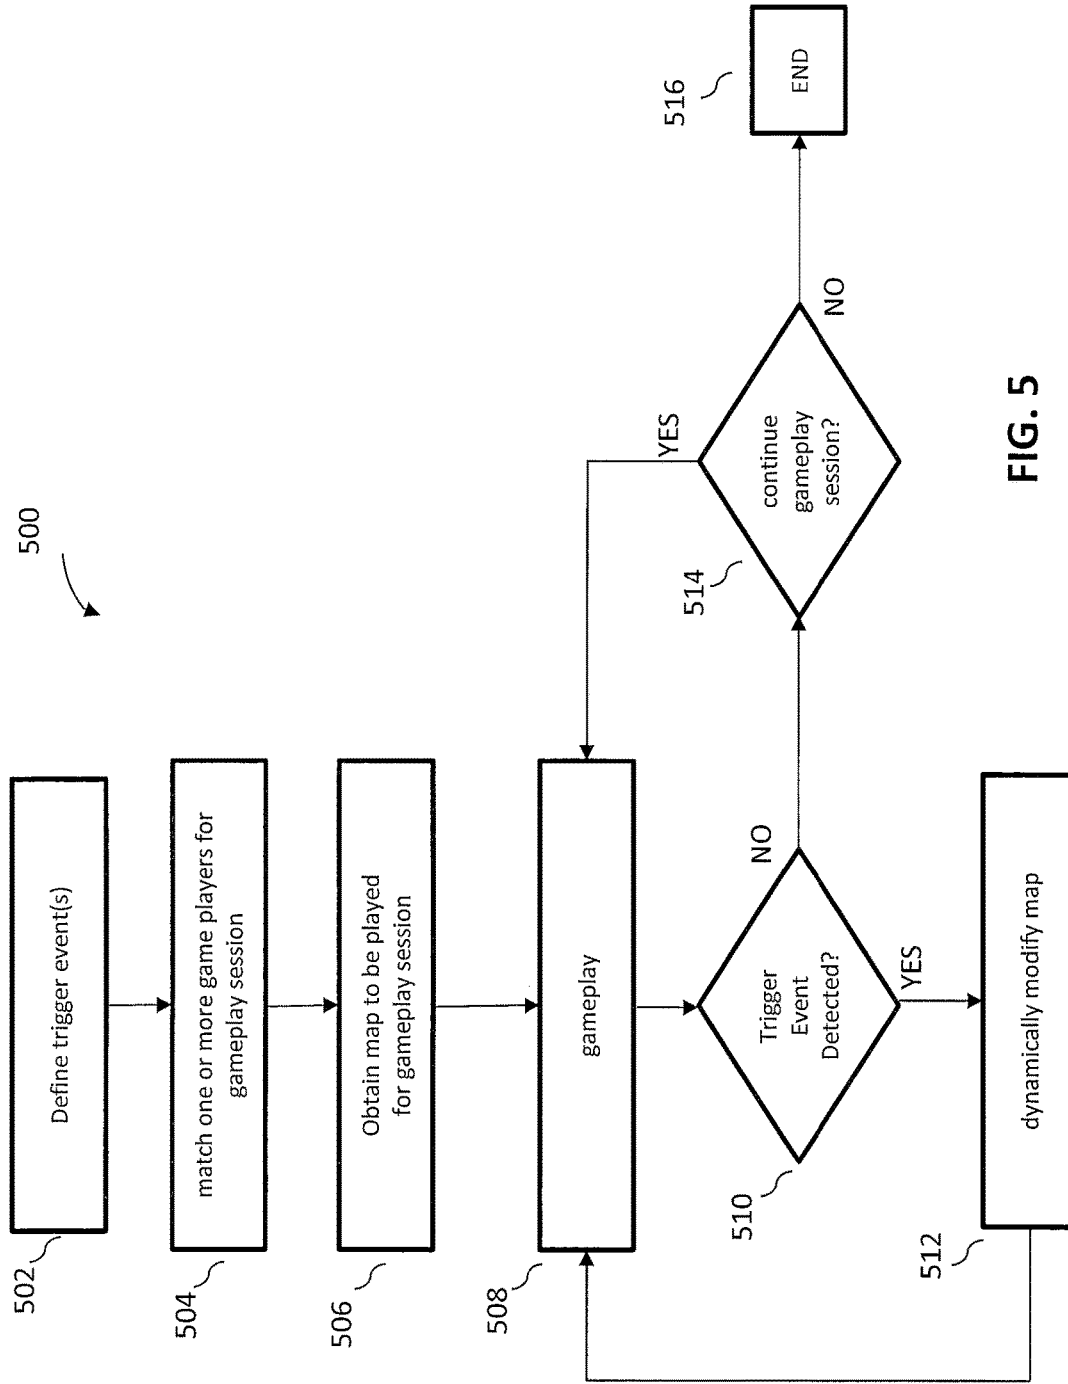 500
502
Define trigger event(s)
504
match one or more game players for
gameplay session
506
Obtain map to be played
for gameplay session
508
gameplay
510
Trigger
Event
Detected?
NO
YES
512
dynamically modify map
514
continue
gameplay
session?
YES
NO
516
END
FIG. 5